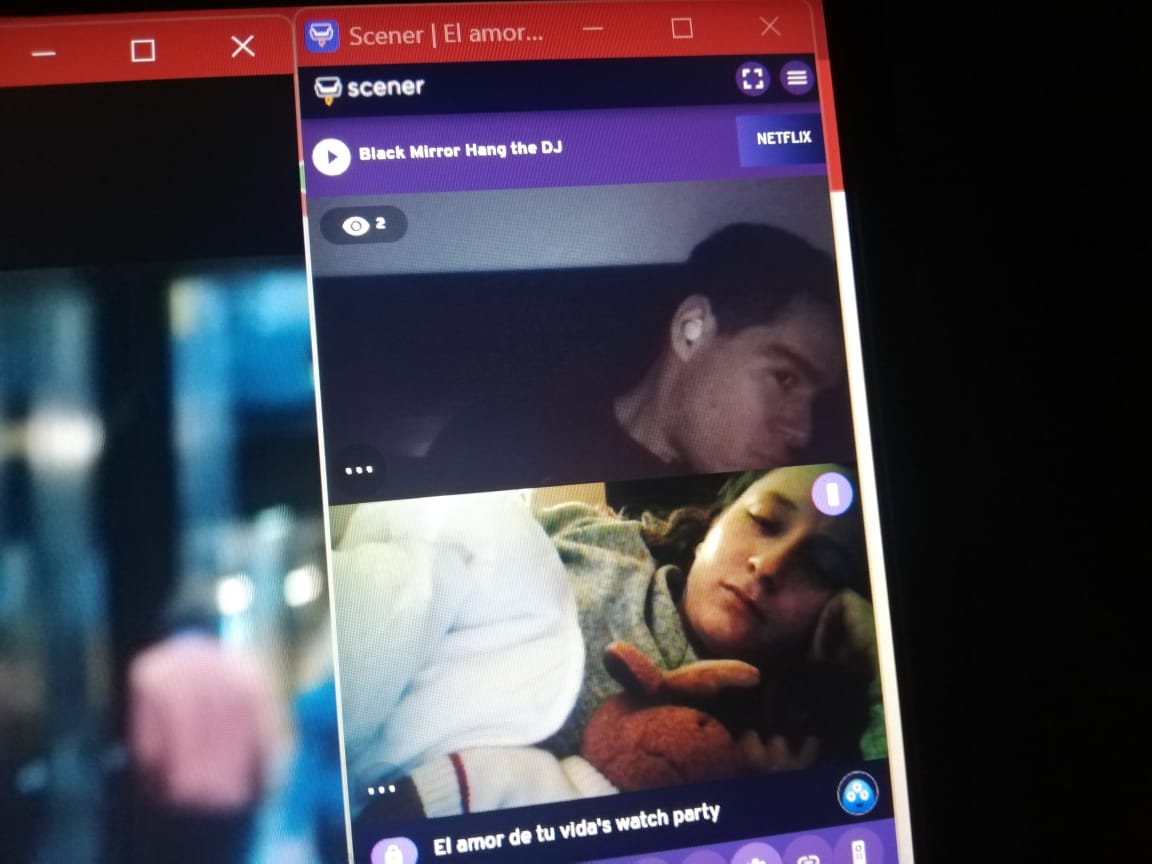 Scener | El amor...
scener
Black Mirror Hang the DJ
NETFLIX
2
El amor de tu vida's watch party